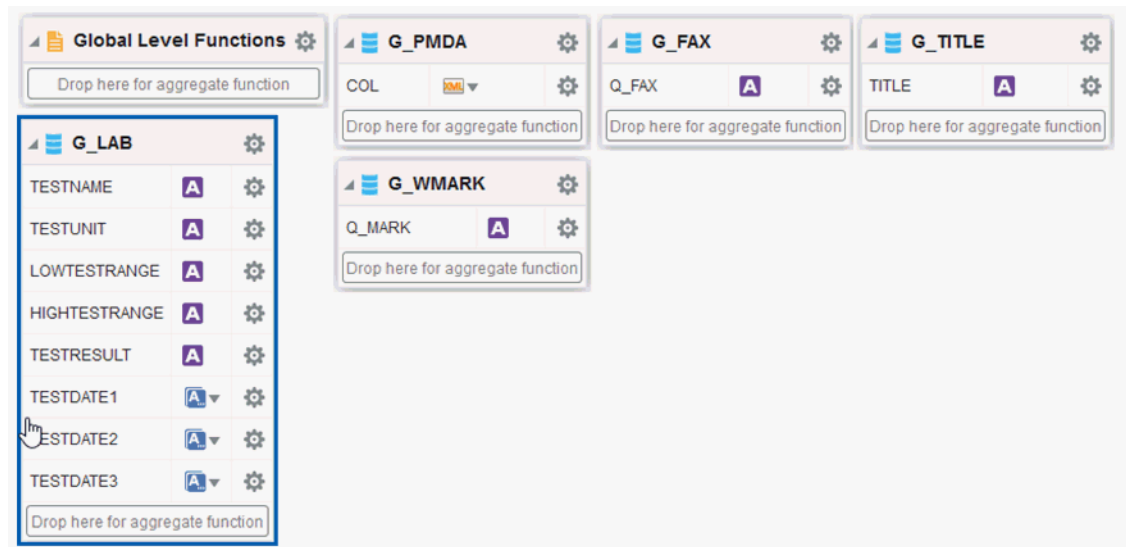 Global Level Functions
Drop here for aggregate function
G_LAB
TESTNAME A
TESTUNIT A
LOWTESTRANGE A
HIGHTESTRANGE A
TESTRESULT A
TESTDATE1 A
TESTDATE2 A
TESTDATE3 A
Drop here for aggregate function
G_PMDA
COL XML
Drop here for aggregate function
G_WMARK
Q_MARK A
Drop here for aggregate function
G_FAX
Q_FAX A
Drop here for aggregate function
G_TITLE
TITLE A
Drop here for aggregate function